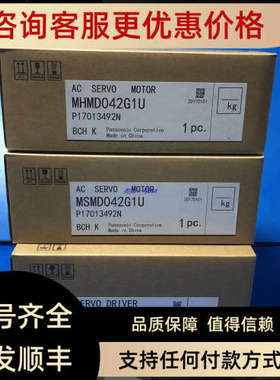 咨询客服更优惠价格
AC SERVO MOTOR
MHMD042G1U
P17013492N
20170101
kg
BCH K
Panasonic Corporation
Made in China
1 pc.
AC SERVO MOTOR
MSMD042G1U
P17013492N
20170101
kg
BCH K
Panasonic Corporation
Made in China
1 pc.
SERVO DRIVER
号齐全
品质保障 值得信赖
发顺丰
支持任何付款方式